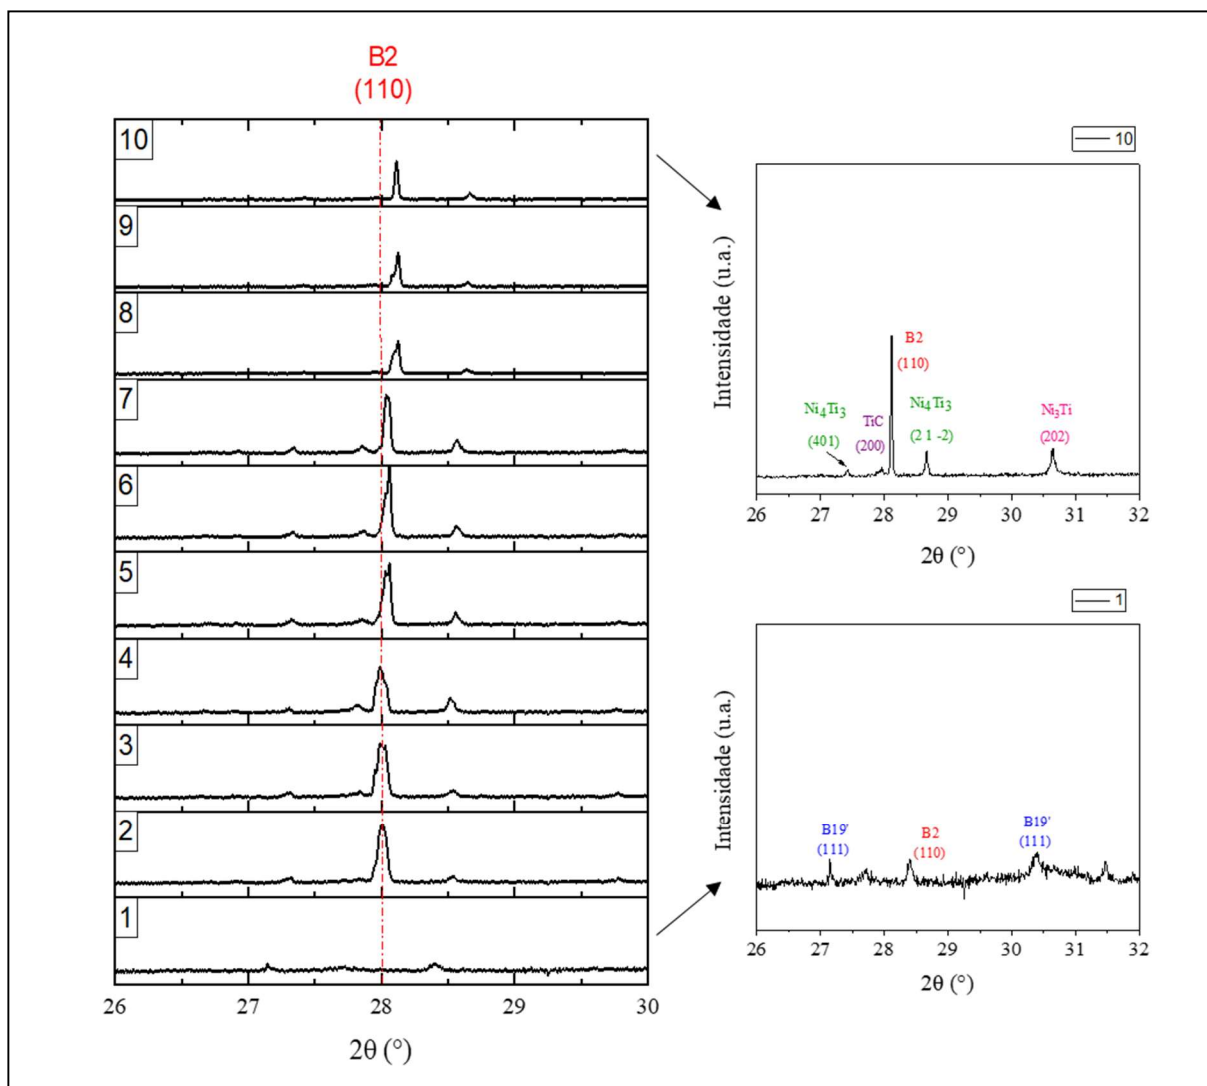 B2
(110)
10
9
8
7
6
5
4
3
2
1
26 27 28 29 30
2θ (°)
10
Intensidade (u.a.)
B2
(110)
Ni₄Ti₃
(401)
TiC
(200)
Ni₄Ti₃
(2 1 -2)
Ni₃Ti
(202)
26 27 28 29 30 31 32
2θ (°)
1
Intensidade (u.a.)
B19'
(111)
B2
(110)
B19'
(111)
26 27 28 29 30 31 32
2θ (°)